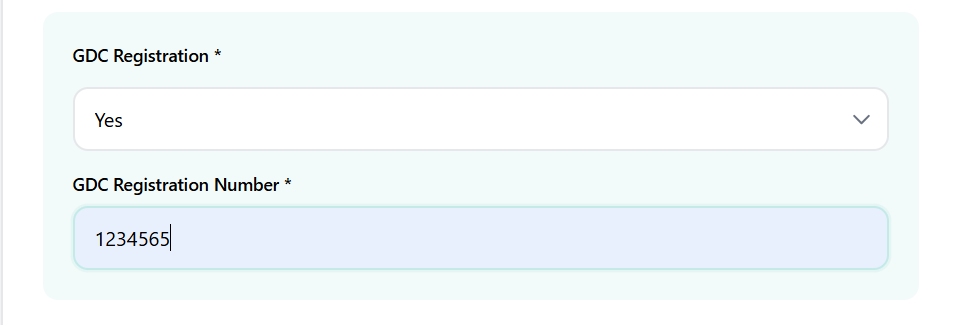 GDC Registration *
Yes
GDC Registration Number *
1234565